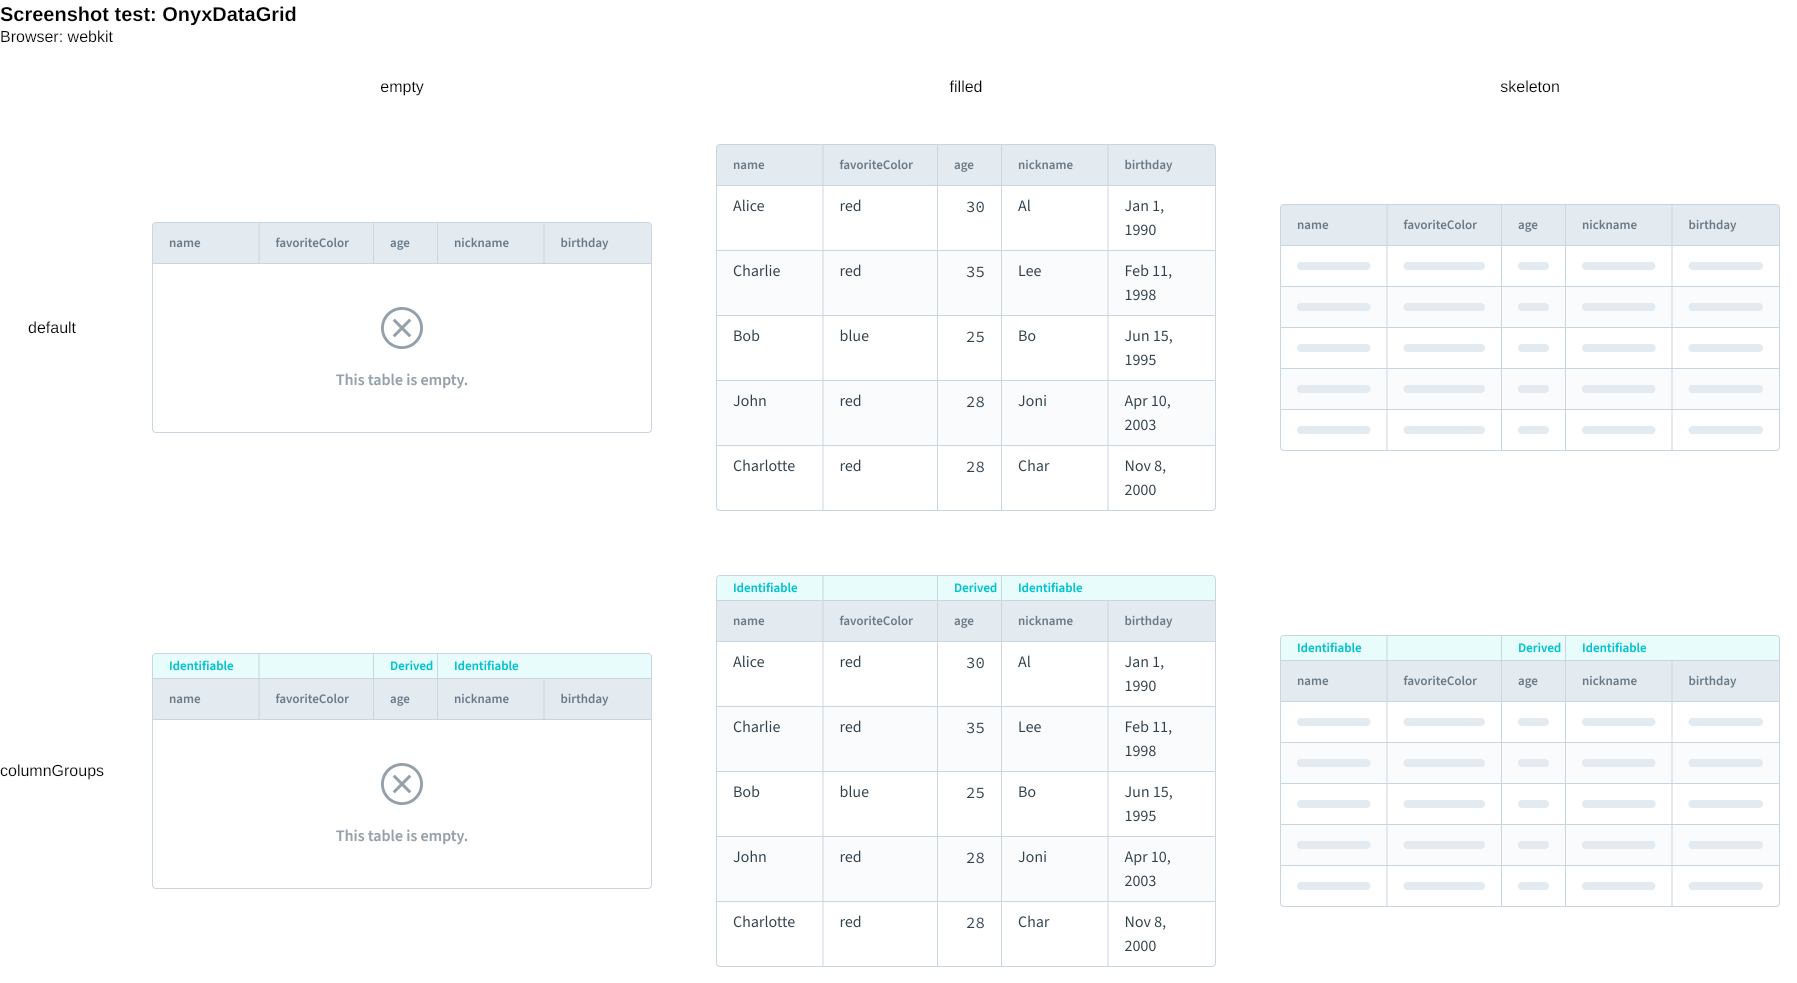 Screenshot test: OnyxDataGrid
Browser: webkit
empty filled skeleton
default
name favoriteColor age nickname birthday
This table is empty.
name favoriteColor age nickname birthday
Alice red 30 Al Jan 1,
1990
Charlie red 35 Lee Feb 11,
1998
Bob blue 25 Bo Jun 15,
1995
John red 28 Joni Apr 10,
2003
Charlotte red 28 Char Nov 8,
2000
name favoriteColor age nickname birthday
columnGroups
Identifiable Derived Identifiable
name favoriteColor age nickname birthday
This table is empty.
Identifiable Derived Identifiable
name favoriteColor age nickname birthday
Alice red 30 Al Jan 1,
1990
Charlie red 35 Lee Feb 11,
1998
Bob blue 25 Bo Jun 15,
1995
John red 28 Joni Apr 10,
2003
Charlotte red 28 Char Nov 8,
2000
Identifiable Derived Identifiable
name favoriteColor age nickname birthday